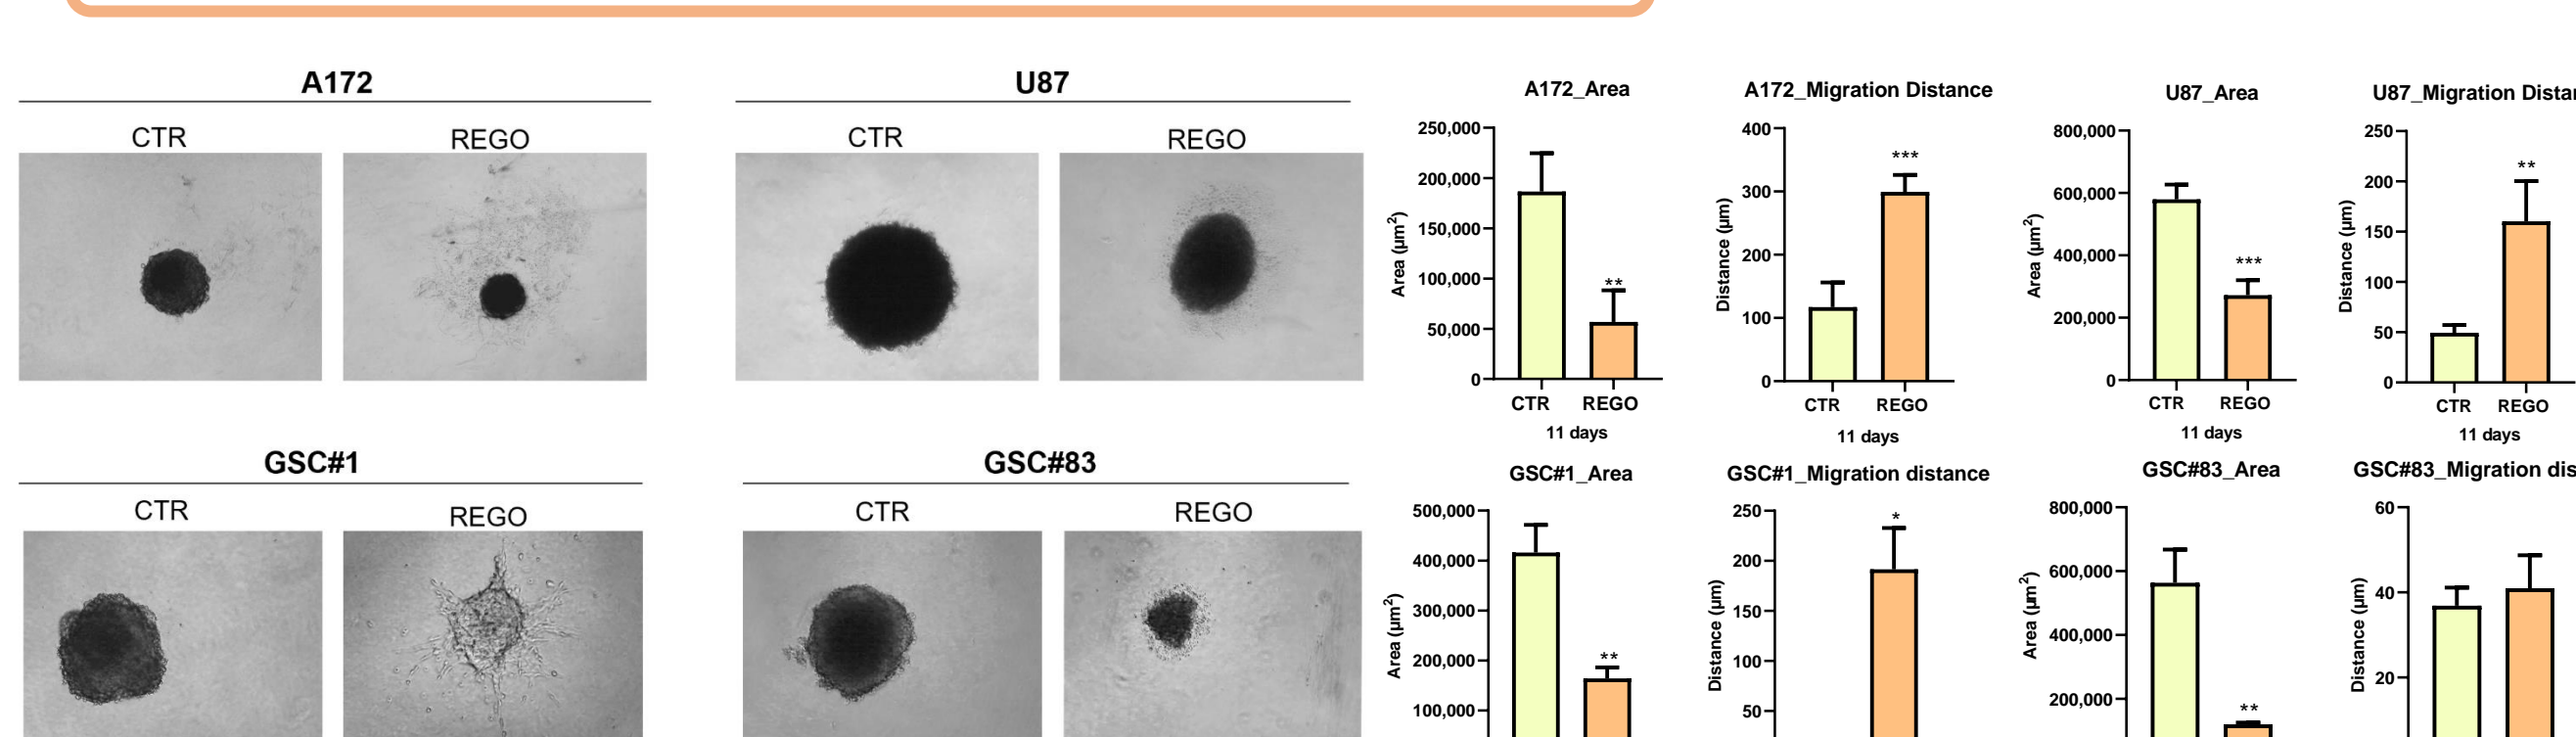 A172
CTR
REGO
U87
CTR
REGO
A172_Area
250,000
200,000
150,000
100,000
50,000
0
Area (µm²)
**
CTR
REGO
11 days
A172_Migration Distance
400
300
200
100
0
Distance (µm)
***
CTR
REGO
11 days
U87_Area
800,000
600,000
400,000
200,000
0
Area (µm²)
***
CTR
REGO
11 days
U87_Migration Distan
250
200
150
100
50
0
Distance (µm)
**
CTR
REGO
11 days
GSC#1
CTR
REGO
GSC#83
CTR
REGO
GSC#1_Area
500,000
400,000
300,000
200,000
100,000
Area (µm²)
**
GSC#1_Migration distance
250
200
150
100
50
Distance (µm)
*
GSC#83_Area
800,000
600,000
400,000
200,000
Area (µm²)
**
GSC#83_Migration dis
60
40
20
Distance (µm)